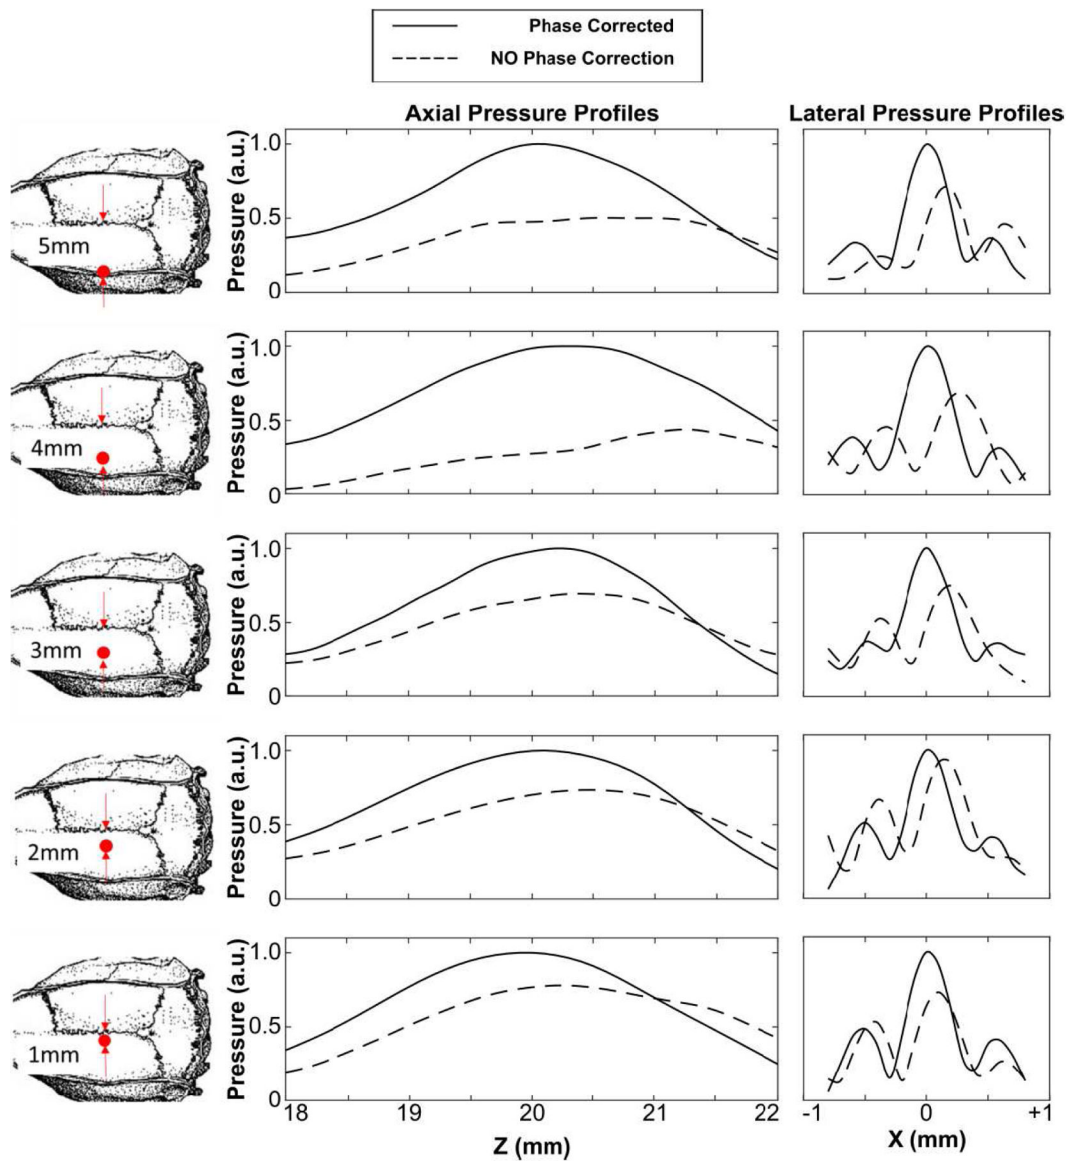 Phase Corrected
NO Phase Correction
Axial Pressure Profiles
Lateral Pressure Profiles
5mm
Pressure (a.u.)
1.0
0.5
0
4mm
Pressure (a.u.)
1.0
0.5
0
3mm
Pressure (a.u.)
1.0
0.5
0
2mm
Pressure (a.u.)
1.0
0.5
0
1mm
Pressure (a.u.)
1.0
0.5
0
18 19 20 21 22
Z (mm)
-1 0 +1
X (mm)